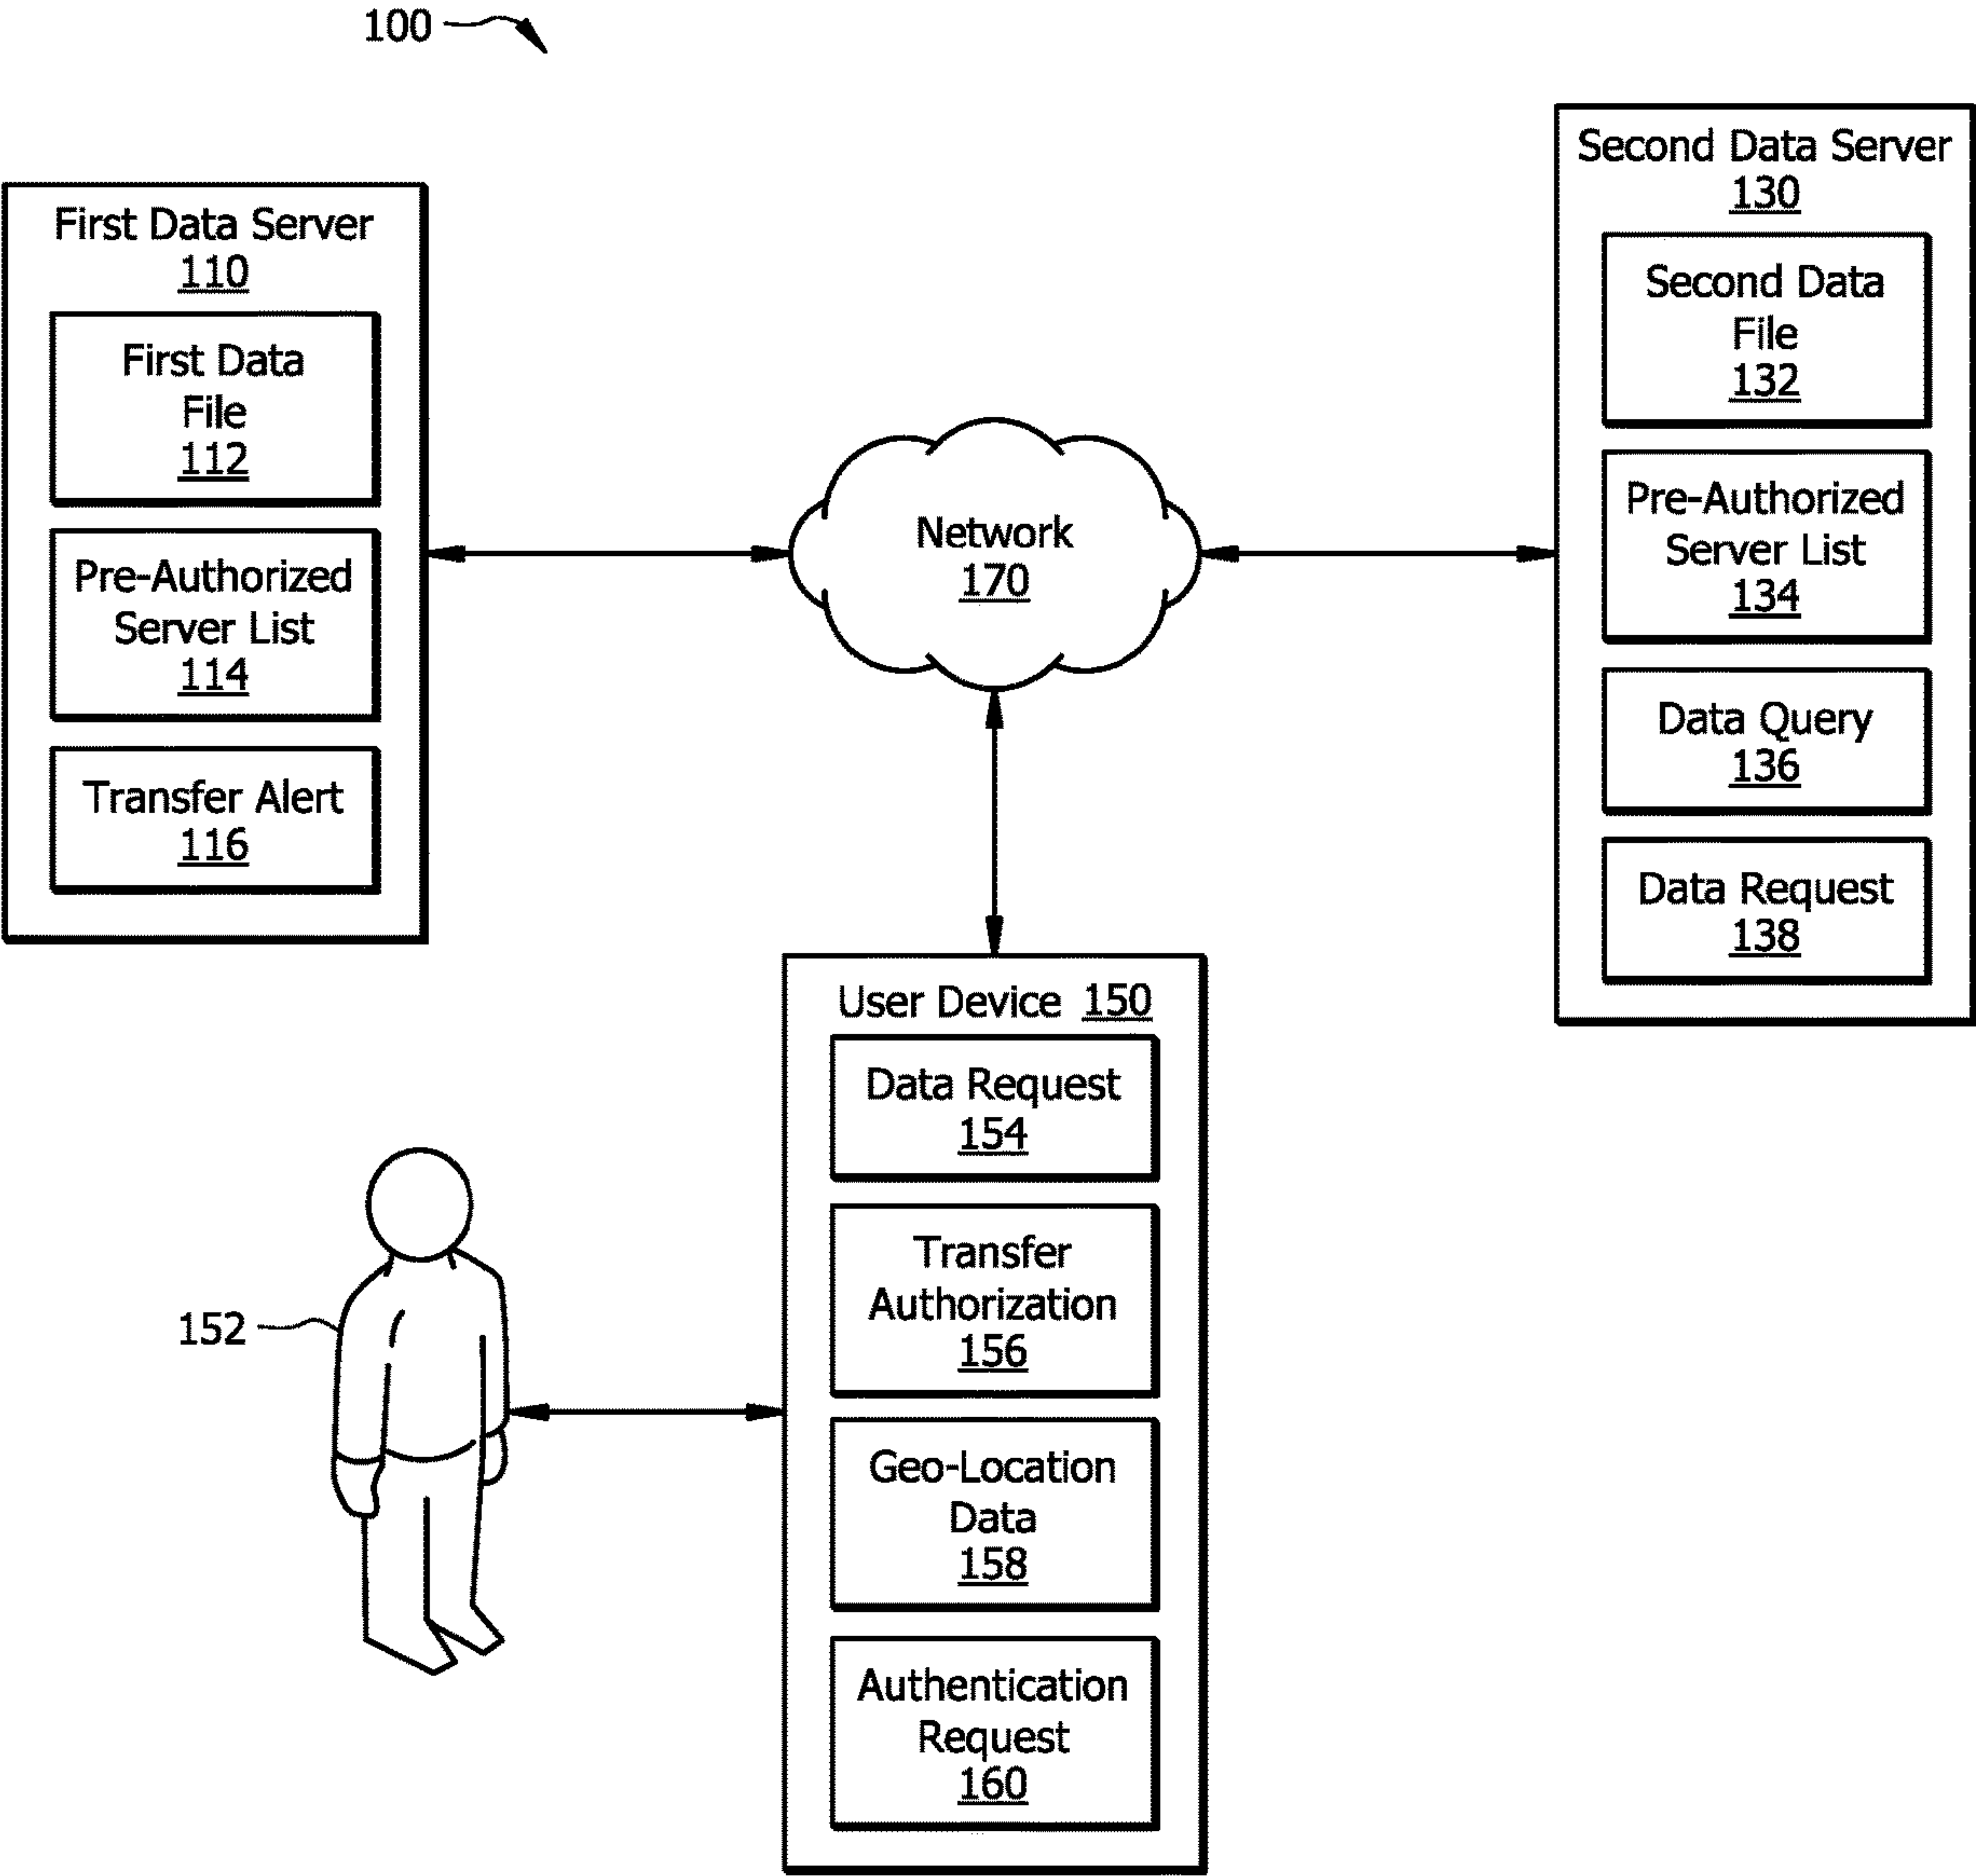 100
First Data Server
110
First Data
File
112
Pre-Authorized
Server List
114
Transfer Alert
116
Network
170
Second Data Server
130
Second Data
File
132
Pre-Authorized
Server List
134
Data Query
136
Data Request
138
User Device 150
Data Request
154
Transfer
Authorization
156
Geo-Location
Data
158
Authentication
Request
160
152